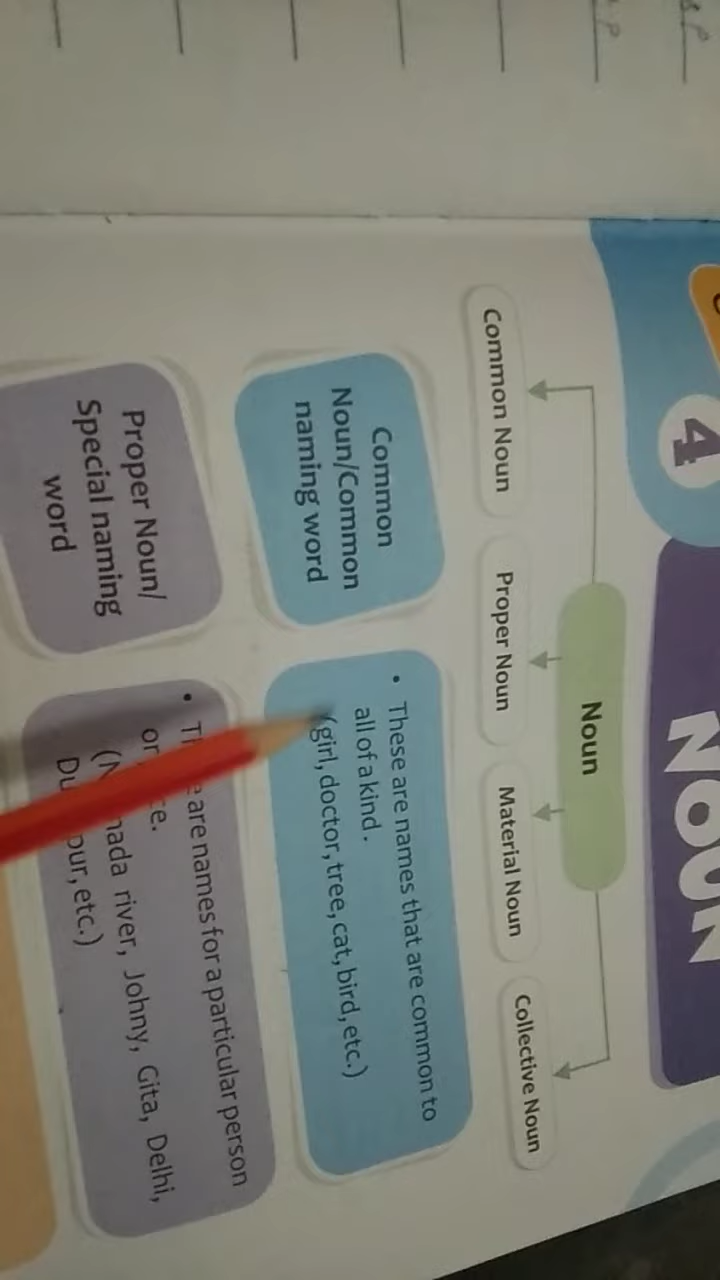 4
NOUN
Noun
Common Noun
Proper Noun
Material Noun
Collective Noun
Common
Noun/Common
naming word
• These are names that are common to
all of a kind.
(girl, doctor, tree, cat, bird, etc.)
Proper Noun/
Special naming
word
• are names for a particular person
or
river, Johny, Gita, Delhi,
etc.)